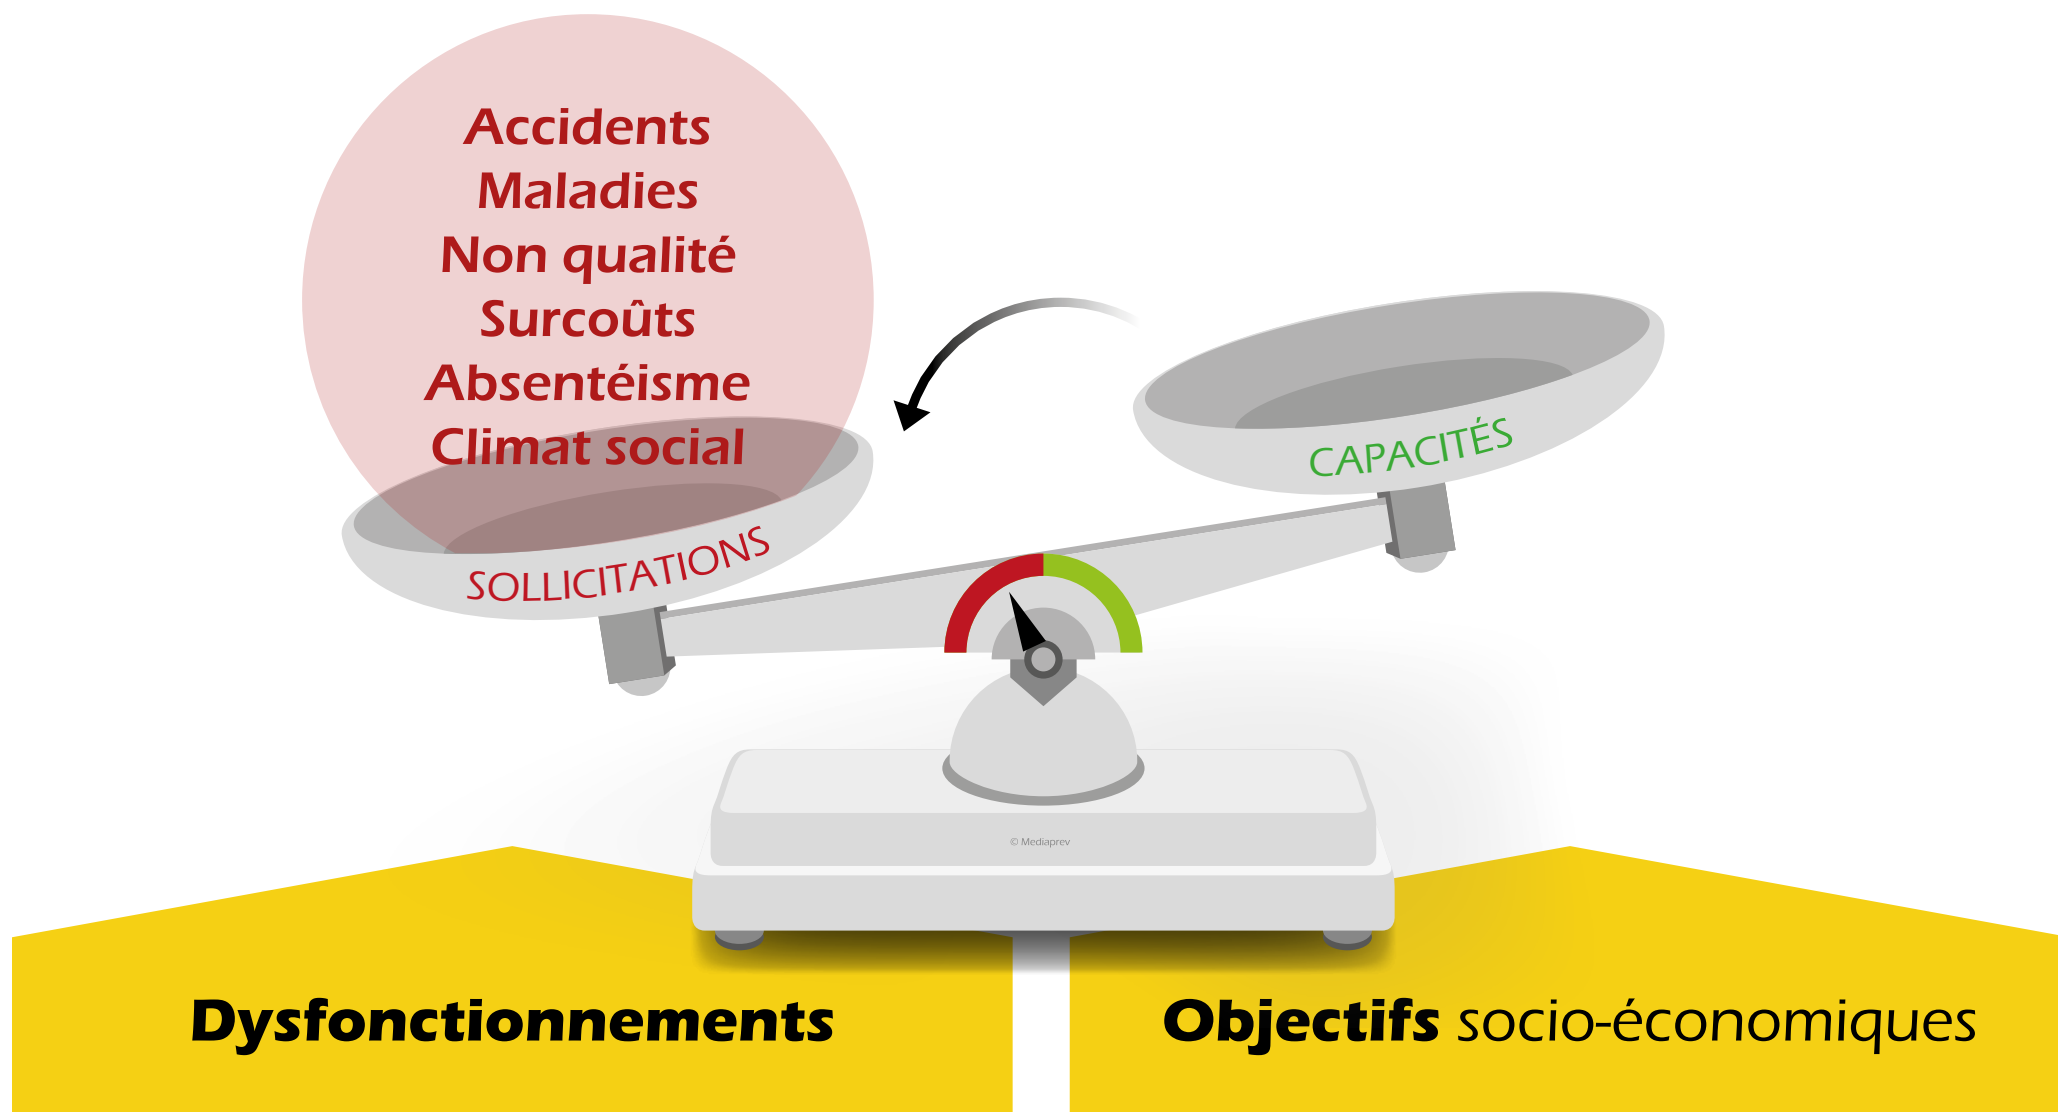 Accidents
Maladies
Non qualité
Surcoûts
Absentéisme
Climat social
SOLLICITATIONS
CAPACITÉS
© Mediaprev
Dysfonctionnements
Objectifs socio-économiques